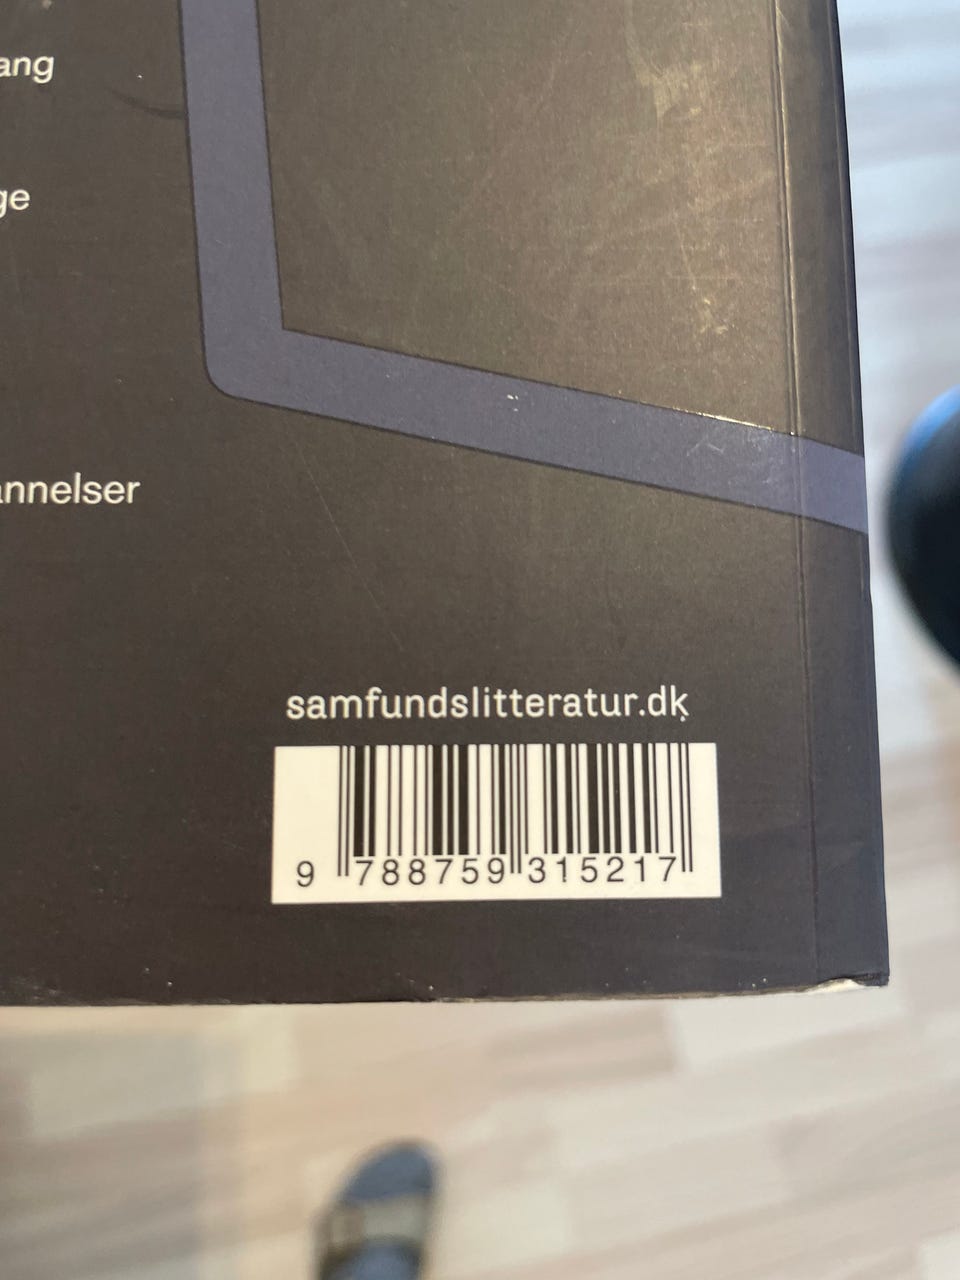 ang
ge
annelser
samfundslitteratur.dk
9 788759 315217